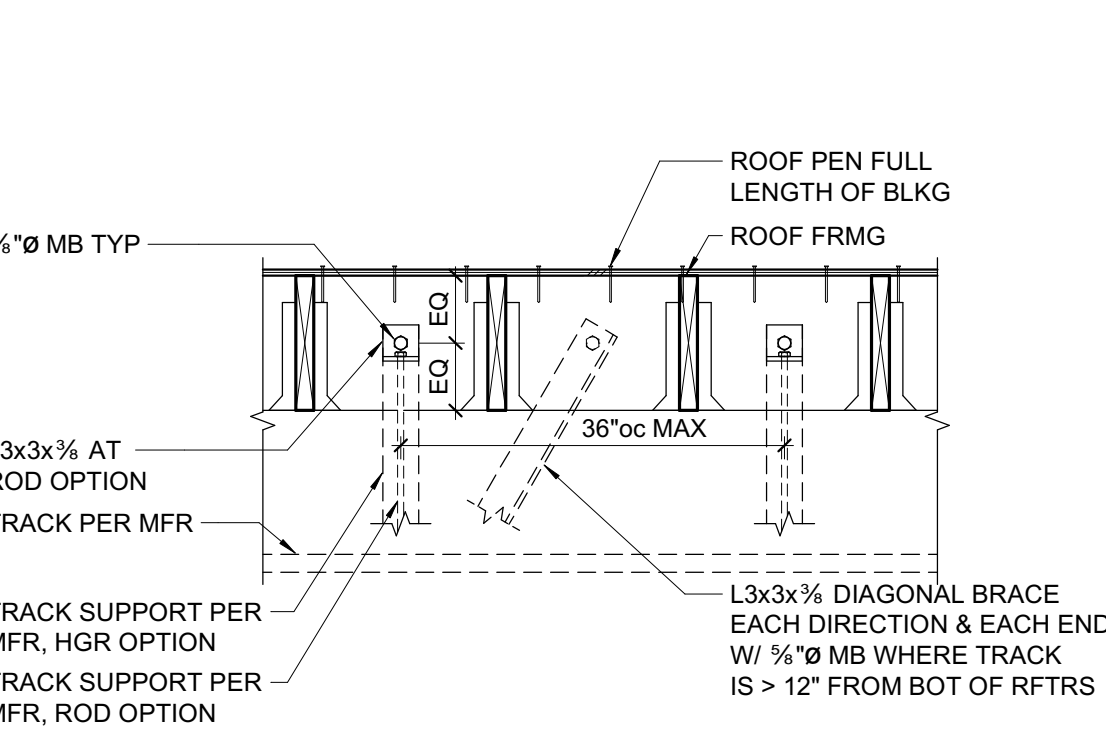 ROOF PEN FULL
LENGTH OF BLKG
ROOF FRMG
"Ø MB TYP
EQ
EQ
36"oc MAX
3x3x⅜ AT
ROD OPTION
TRACK PER MFR
TRACK SUPPORT PER
MFR, HGR OPTION
TRACK SUPPORT PER
MFR, ROD OPTION
L3x3x⅜ DIAGONAL BRACE
EACH DIRECTION & EACH END
W/ ⅝"Ø MB WHERE TRACK
IS > 12" FROM BOT OF RFTRS